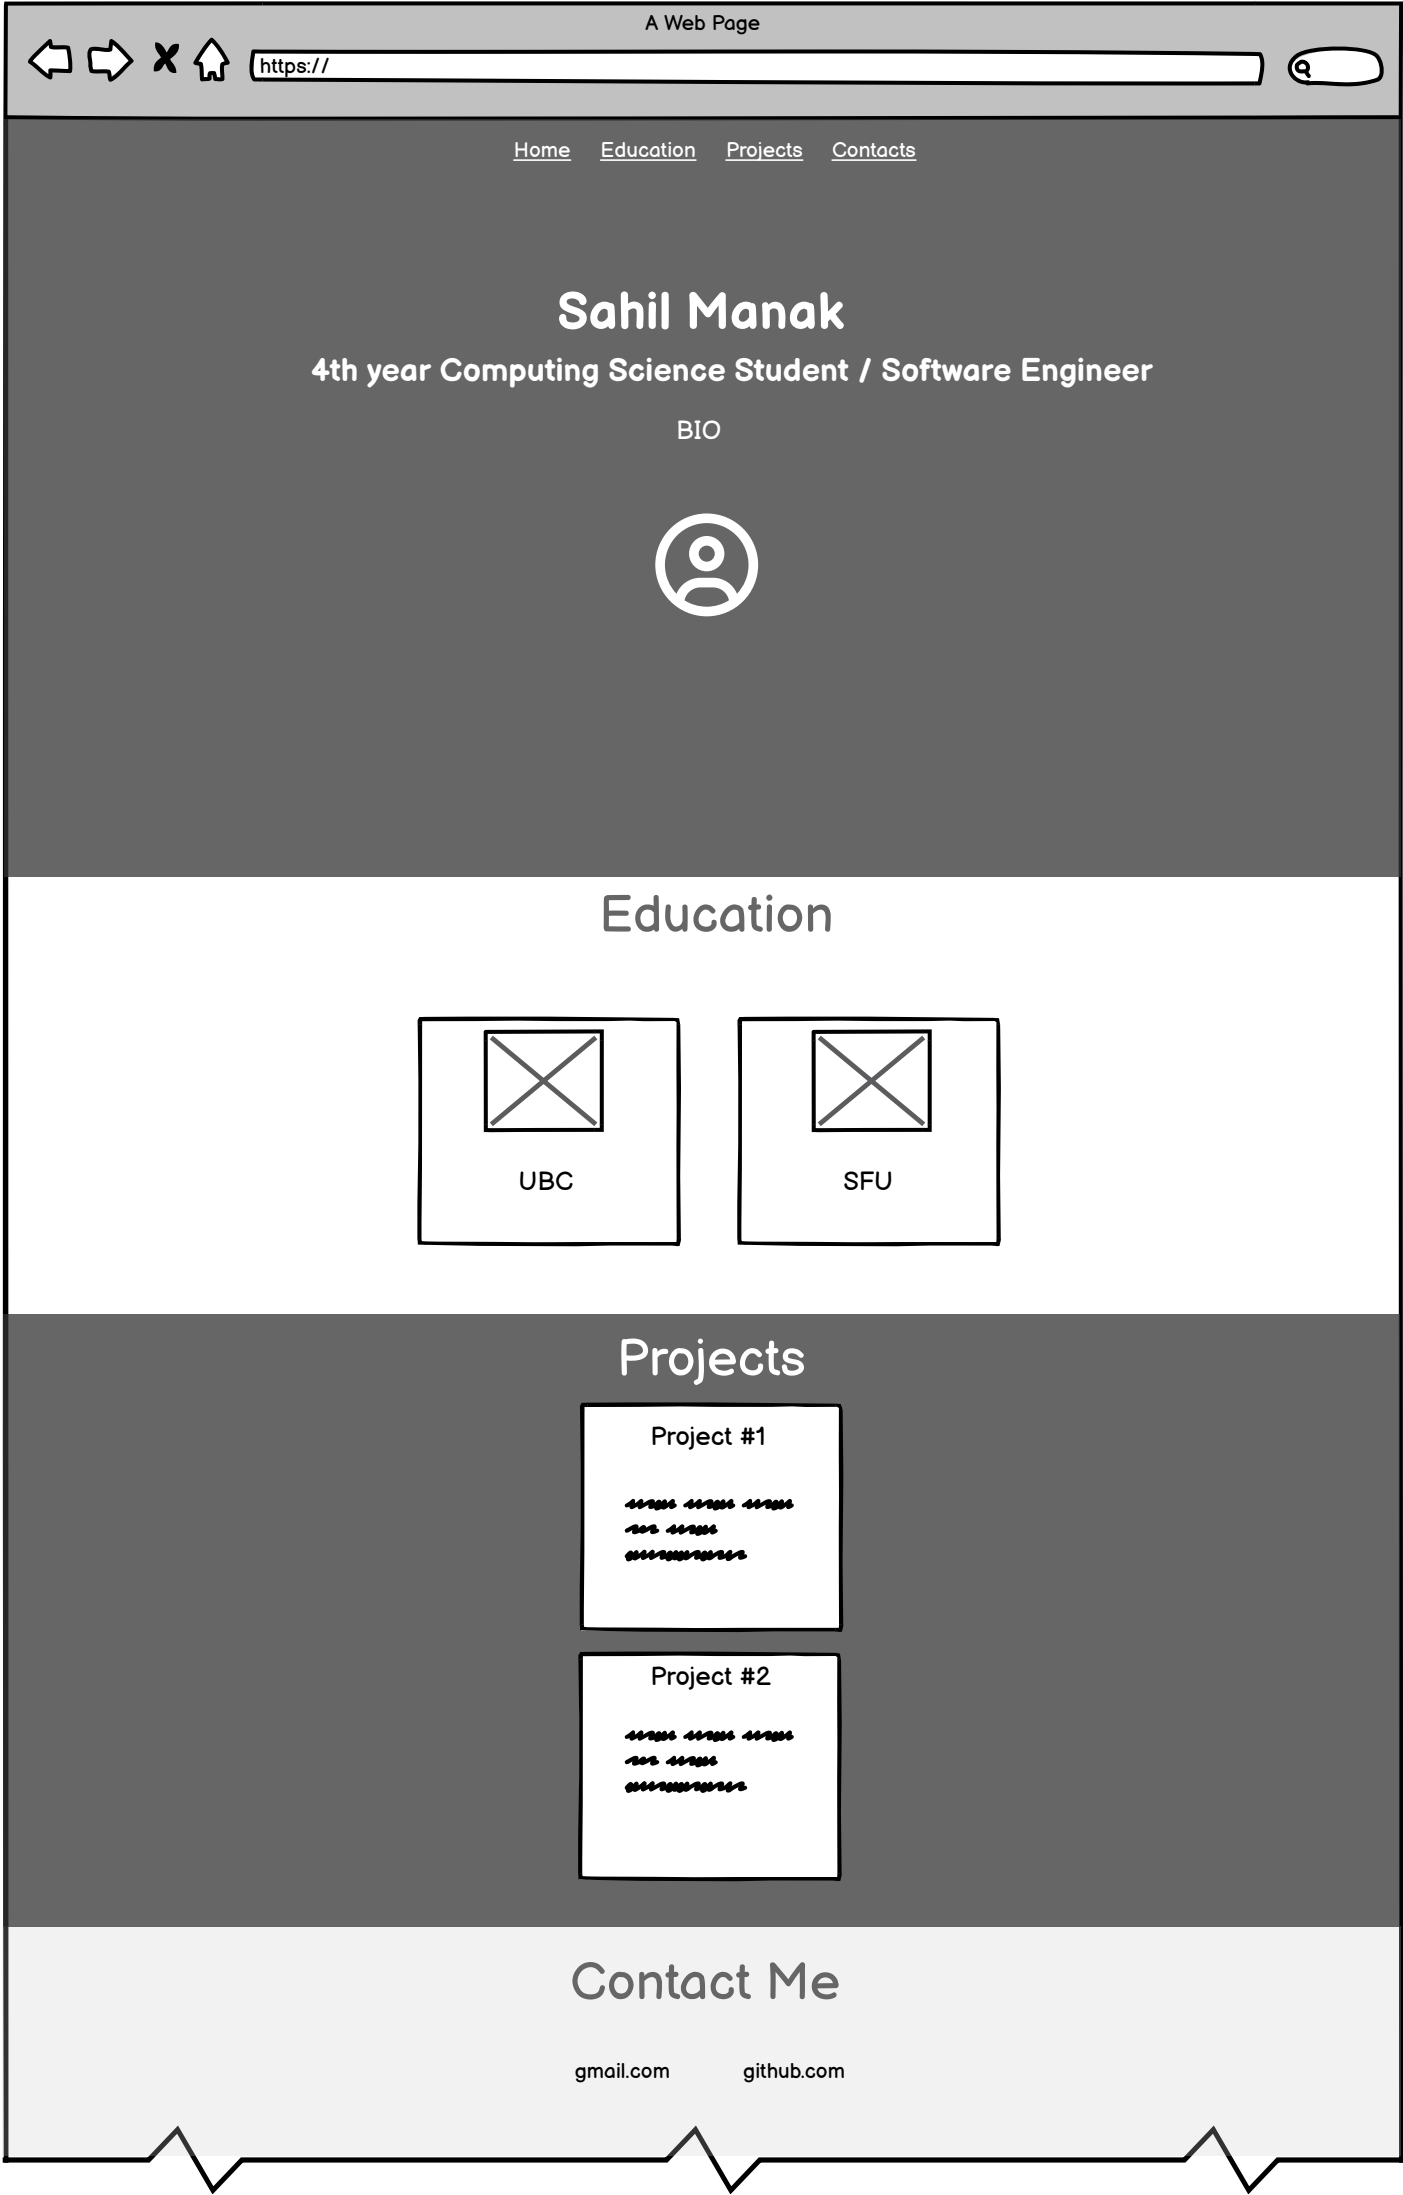 A Web Page
https://
Home Education Projects Contacts
Sahil Manak
4th year Computing Science Student / Software Engineer
BIO
Education
UBC SFU
Projects
Project #1
Project #2
Contact Me
gmail.com github.com